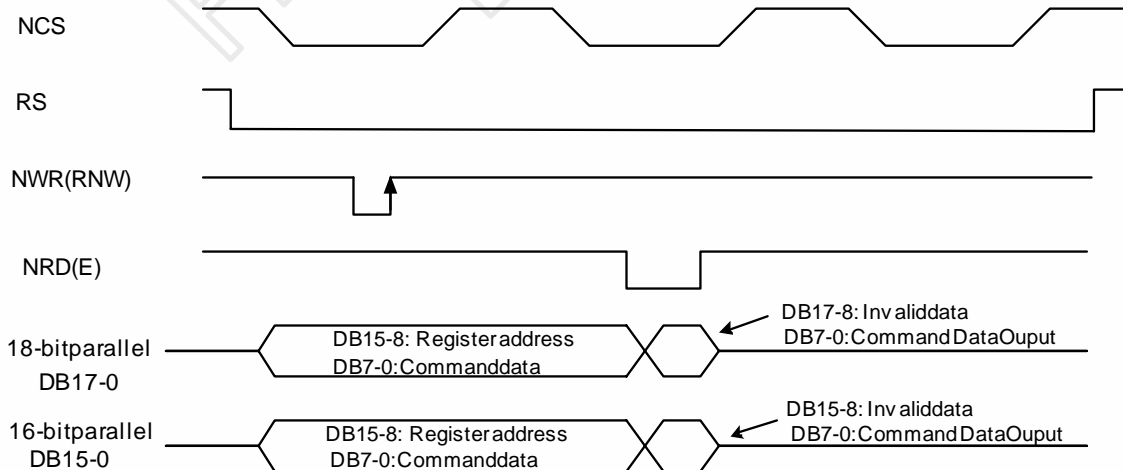 NCS
RS
NWR(RNW)
NRD(E)
18-bitparallel
DB17-0
DB15-8: Registeraddress
DB7-0:Commanddata
DB17-8: Invaliddata
DB7-0:CommandDataOuput
16-bitparallel
DB15-0
DB15-8: Registeraddress
DB7-0:Commanddata
DB15-8: Invaliddata
DB7-0:CommandDataOuput